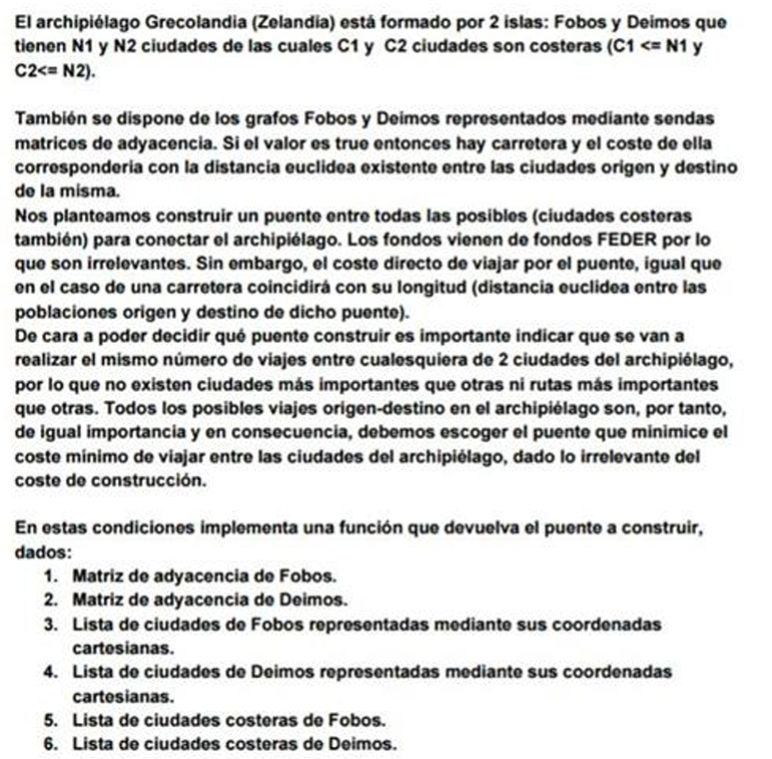 El archipiélago Grecolandia (Zelandia) está formado por 2 islas: Fobos y Deimos que
tienen N1 y N2 ciudades de las cuales C1 y C2 ciudades son costeras (C1 <= N1 y
C2<= N2).
También se dispone de los grafos Fobos y Deimos representados mediante sendas
matrices de adyacencia. Si el valor es true entonces hay carretera y el coste de ella
correspondería con la distancia euclidea existente entre las ciudades origen y destino
de la misma.
Nos planteamos construir un puente entre todas las posibles (ciudades costeras
también) para conectar el archipiélago. Los fondos vienen de fondos FEDER por lo
que son irrelevantes. Sin embargo, el coste directo de viajar por el puente, igual que
en el caso de una carretera coincidirá con su longitud (distancia euclidea entre las
poblaciones origen y destino de dicho puente).
De cara a poder decidir qué puente construir es importante indicar que se van a
realizar el mismo número de viajes entre cualesquiera de 2 ciudades del archipiélago,
por lo que no existen ciudades más importantes que otras ni rutas más importantes
que otras. Todos los posibles viajes origen-destino en el archipiélago son, por tanto,
de igual importancia y en consecuencia, debemos escoger el puente que minimice el
coste mínimo de viajar entre las ciudades del archipiélago, dado lo irrelevante del
coste de construcción.
En estas condiciones implementa una función que devuelva el puente a construir,
dados:
1. Matriz de adyacencia de Fobos.
2. Matriz de adyacencia de Deimos.
3. Lista de ciudades de Fobos representadas mediante sus coordenadas
cartesianas.
4. Lista de ciudades de Deimos representadas mediante sus coordenadas
cartesianas.
5. Lista de ciudades costeras de Fobos.
6. Lista de ciudades costeras de Deimos.